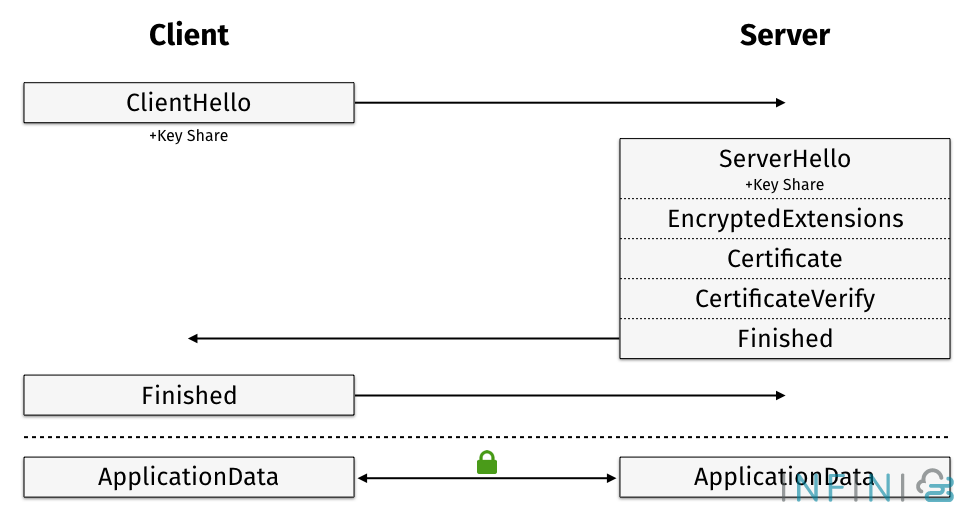 Client
Server
ClientHello
+Key Share
ServerHello
+Key Share
EncryptedExtensions
Certificate
CertificateVerify
Finished
Finished
ApplicationData
ApplicationData
INFINI